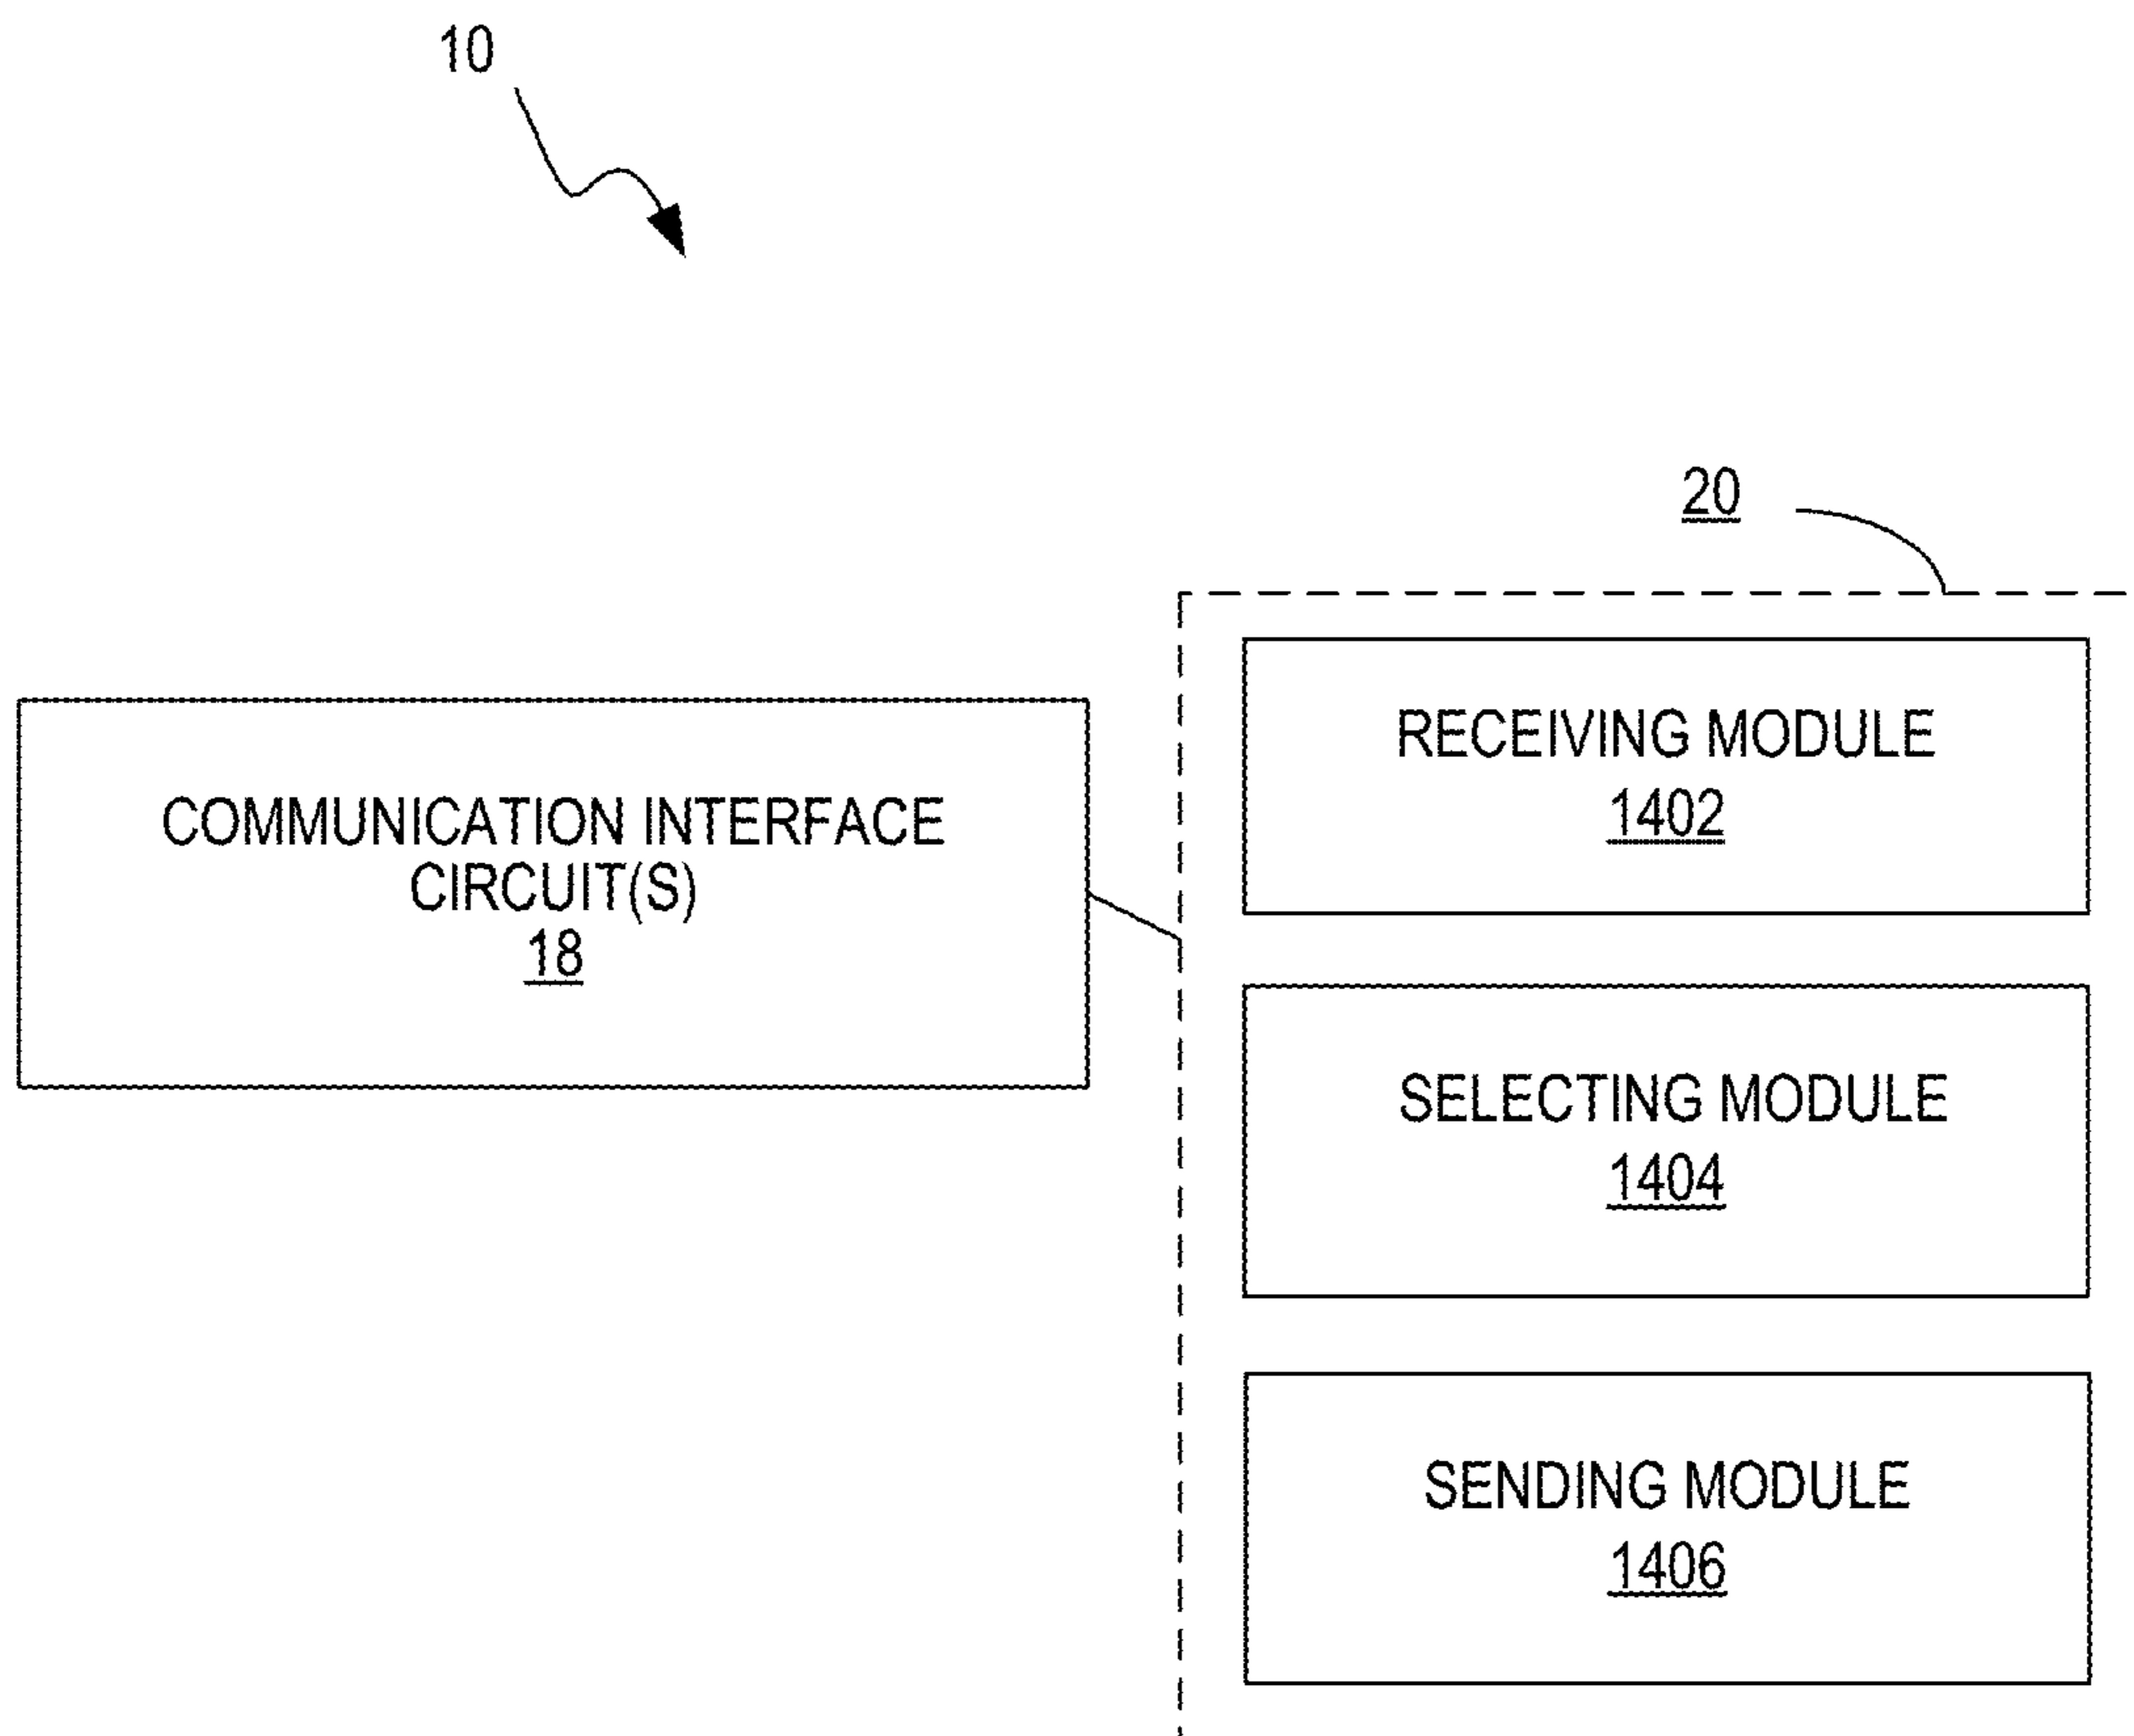 10
20
COMMUNICATION INTERFACE
CIRCUIT(S)
18
RECEIVING MODULE
1402
SELECTING MODULE
1404
SENDING MODULE
1406